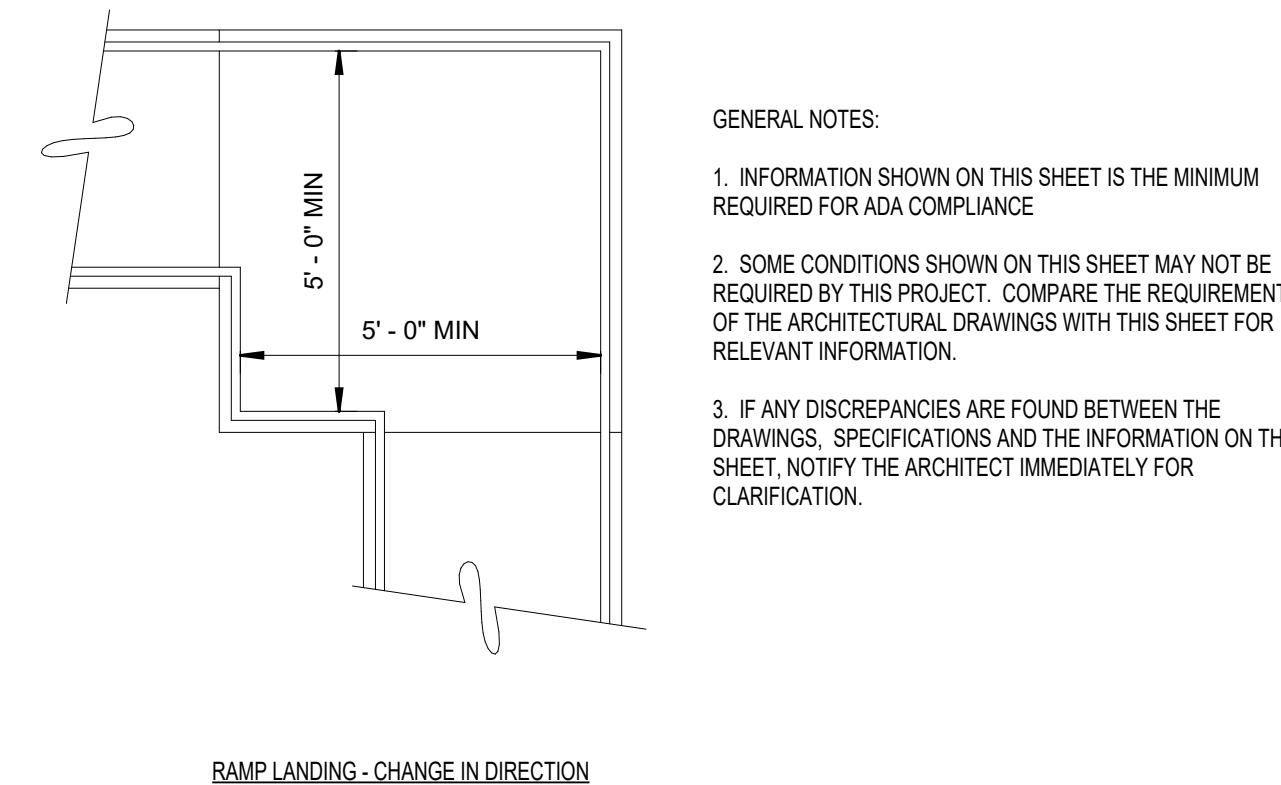 5' - 0" MIN
5' - 0" MIN
RAMP LANDING - CHANGE IN DIRECTION
GENERAL NOTES:
1. INFORMATION SHOWN ON THIS SHEET IS THE MINIMUM
REQUIRED FOR ADA COMPLIANCE
2. SOME CONDITIONS SHOWN ON THIS SHEET MAY NOT BE
REQUIRED BY THIS PROJECT. COMPARE THE REQUIREMENT
OF THE ARCHITECTURAL DRAWINGS WITH THIS SHEET FOR
RELEVANT INFORMATION.
3. IF ANY DISCREPANCIES ARE FOUND BETWEEN THE
DRAWINGS, SPECIFICATIONS AND THE INFORMATION ON
SHEET, NOTIFY THE ARCHITECT IMMEDIATELY FOR
CLARIFICATION.